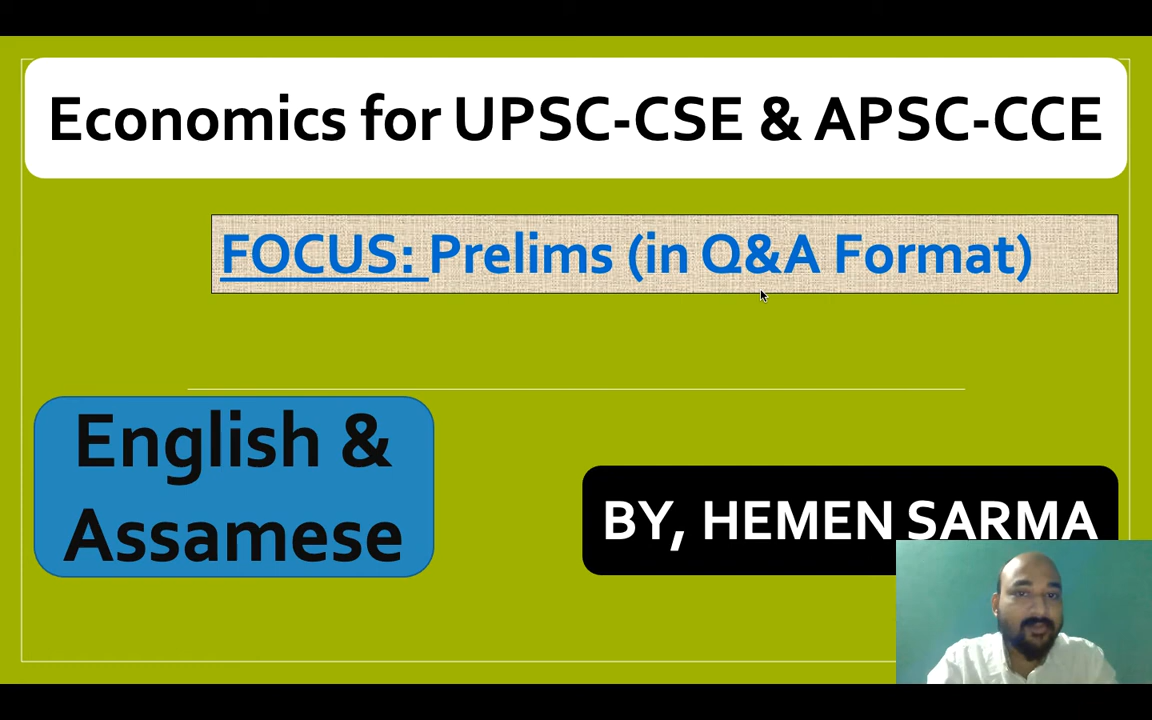 Economics for UPSC-CSE & APSC-CCE
FOCUS: Prelims (in Q&A Format)
English &
Assamese
BY, HEMEN SARMA